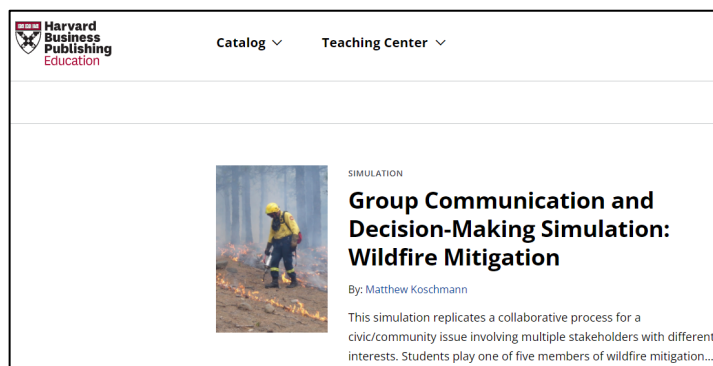 Harvard
Business
Publishing
Education
Catalog
Teaching Center
SIMULATION
Group Communication and
Decision-Making Simulation:
Wildfire Mitigation
By: Matthew Koschmann
This simulation replicates a collaborative process for a
civic/community issue involving multiple stakeholders with different
interests. Students play one of five members of wildfire mitigation...